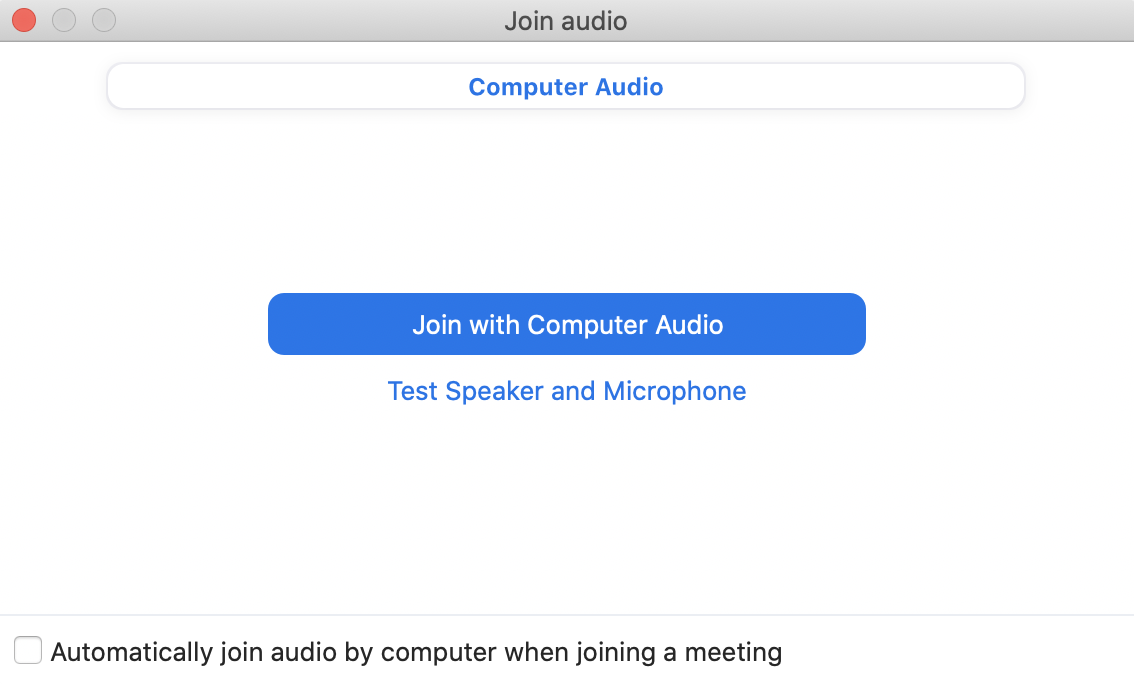 Join audio
Computer Audio
Join with Computer Audio
Test Speaker and Microphone
Automatically join audio by computer when joining a meeting